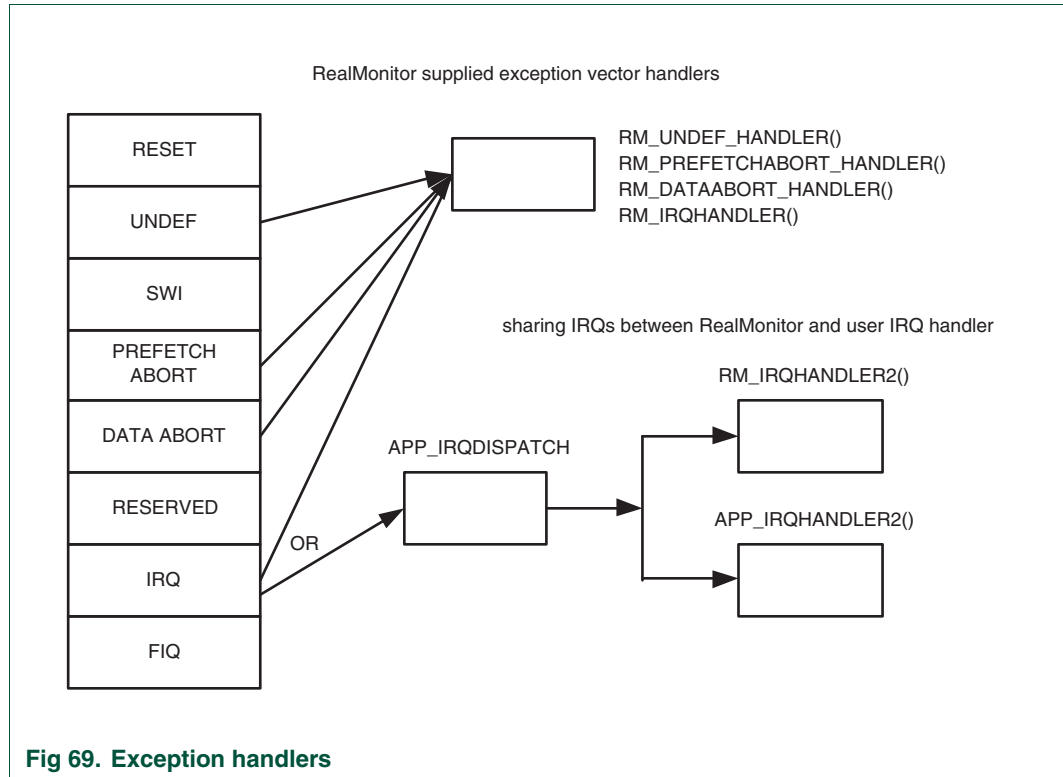 RealMonitor supplied exception vector handlers
RESET
UNDEF
SWI
PREFETCH
ABORT
DATA ABORT
RESERVED
IRQ
FIQ
RM_UNDEF_HANDLER()
RM_PREFETCHABORT_HANDLER()
RM_DATAABORT_HANDLER()
RM_IRQHANDLER()
sharing IRQs between RealMonitor and user IRQ handler
RM_IRQHANDLER2()
APP_IRQDISPATCH
OR
APP_IRQHANDLER2()
Fig 69. Exception handlers